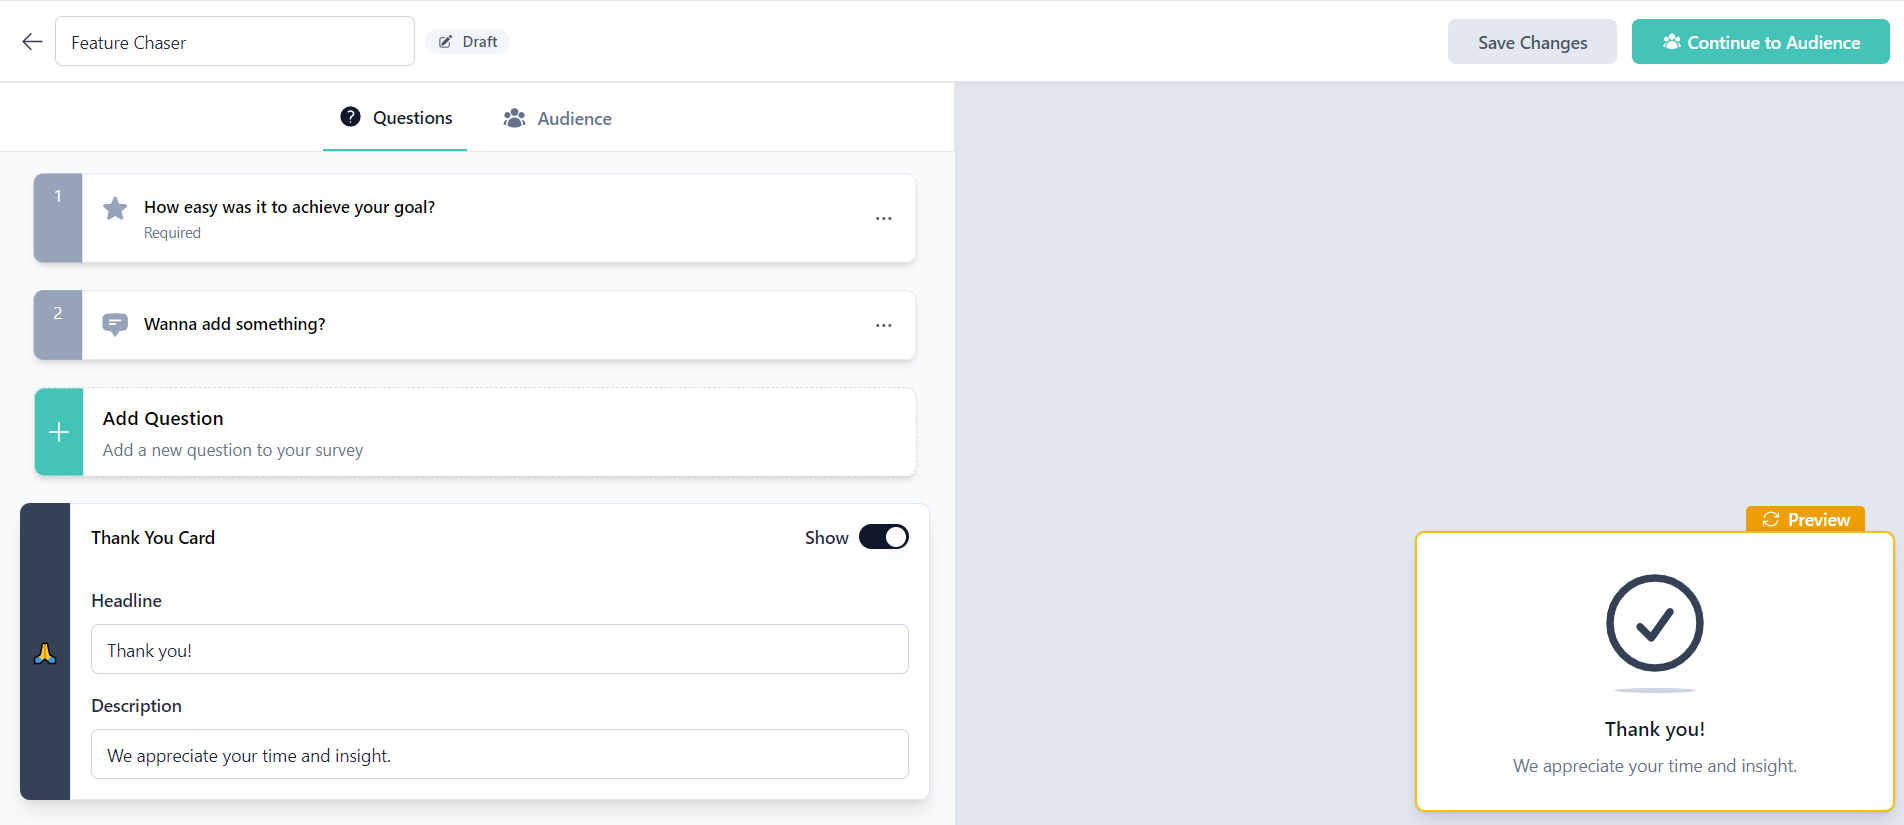 Feature Chaser
Draft
Save Changes
Continue to Audience
Questions
Audience
1
How easy was it to achieve your goal?
Required
...
2
Wanna add something?
...
Add Question
Add a new question to your survey
Thank You Card
Show
Headline
Thank you!
Description
We appreciate your time and insight.
Preview
Thank you!
We appreciate your time and insight.